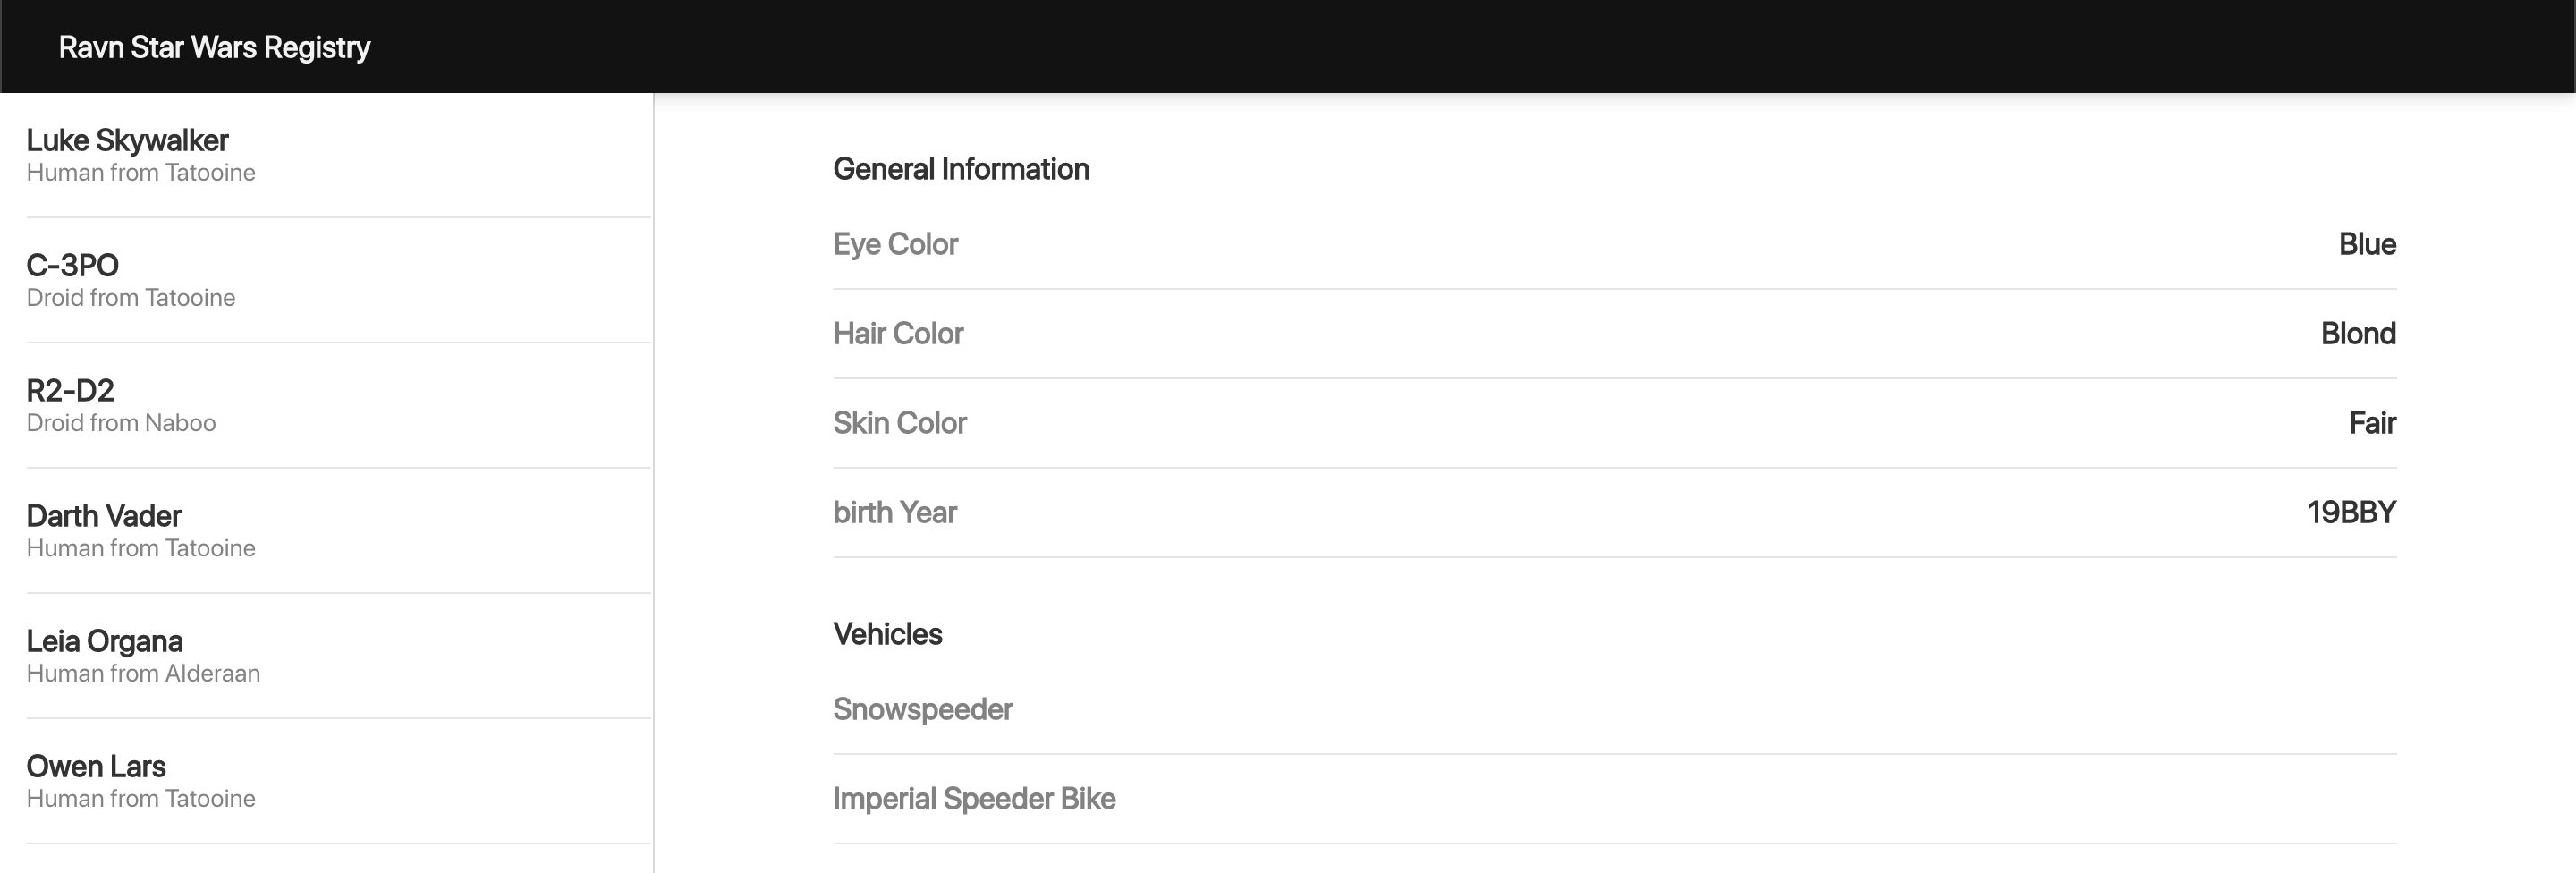 Ravn Star Wars Registry
Luke Skywalker
Human from Tatooine
C-3PO
Droid from Tatooine
R2-D2
Droid from Naboo
Darth Vader
Human from Tatooine
Leia Organa
Human from Alderaan
Owen Lars
Human from Tatooine
General Information
Eye Color Blue
Hair Color Blond
Skin Color Fair
birth Year 19BBY
Vehicles
Snowspeeder
Imperial Speeder Bike